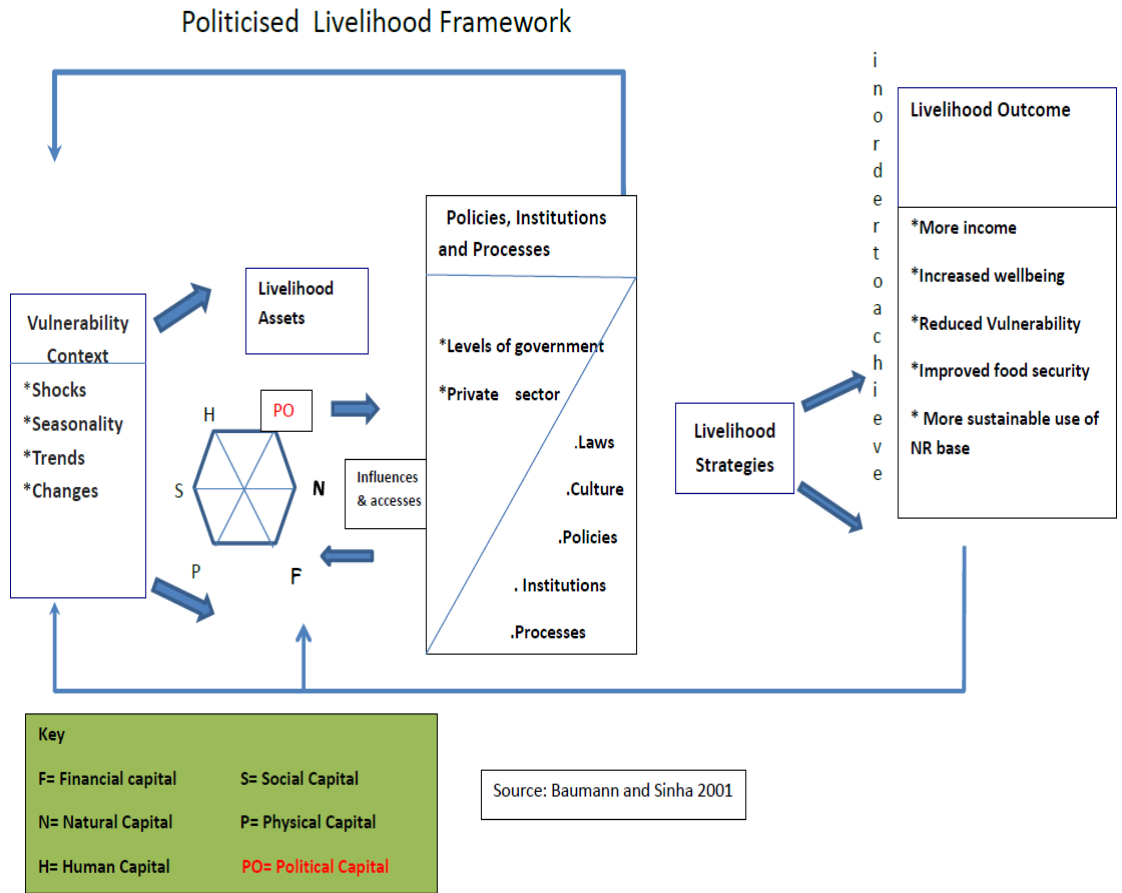 Politicised Livelihood Framework
Vulnerability
Context
*Shocks
*Seasonality
*Trends
*Changes
Livelihood
Assets
H
PO
S
N
P
F
Influences
& accesses
Policies, Institutions
and Processes
*Levels of government
*Private sector
.Laws
.Culture
.Policies
. Institutions
.Processes
Livelihood
Strategies
i
n
o
r
d
e
r
t
o
a
c
h
i
e
v
e
Livelihood Outcome
*More income
*Increased wellbeing
*Reduced Vulnerability
*Improved food security
* More sustainable use of
NR base
Key
F= Financial capital S= Social Capital
N= Natural Capital P= Physical Capital
H= Human Capital PO= Political Capital
Source: Baumann and Sinha 2001